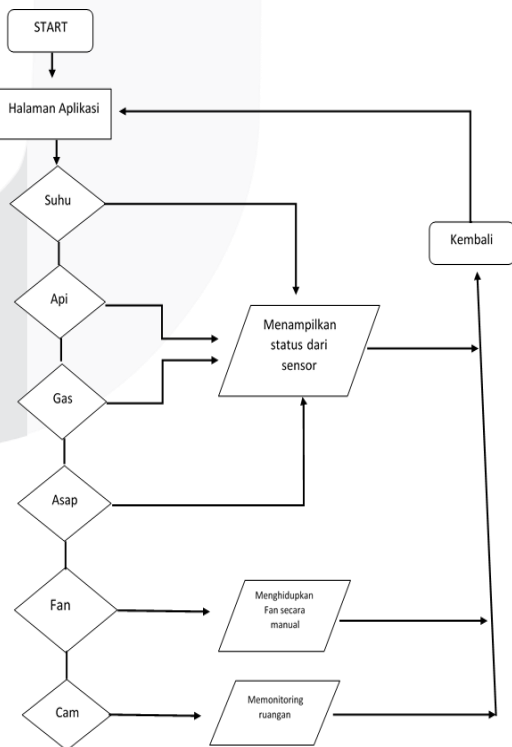 START
Halaman Aplikasi
Suhu
Kembali
Api
Menampilkan
status dari
sensor
Gas
Asap
Fan
Menghidupkan
Fan secara
manual
Cam
Memonitoring
ruangan